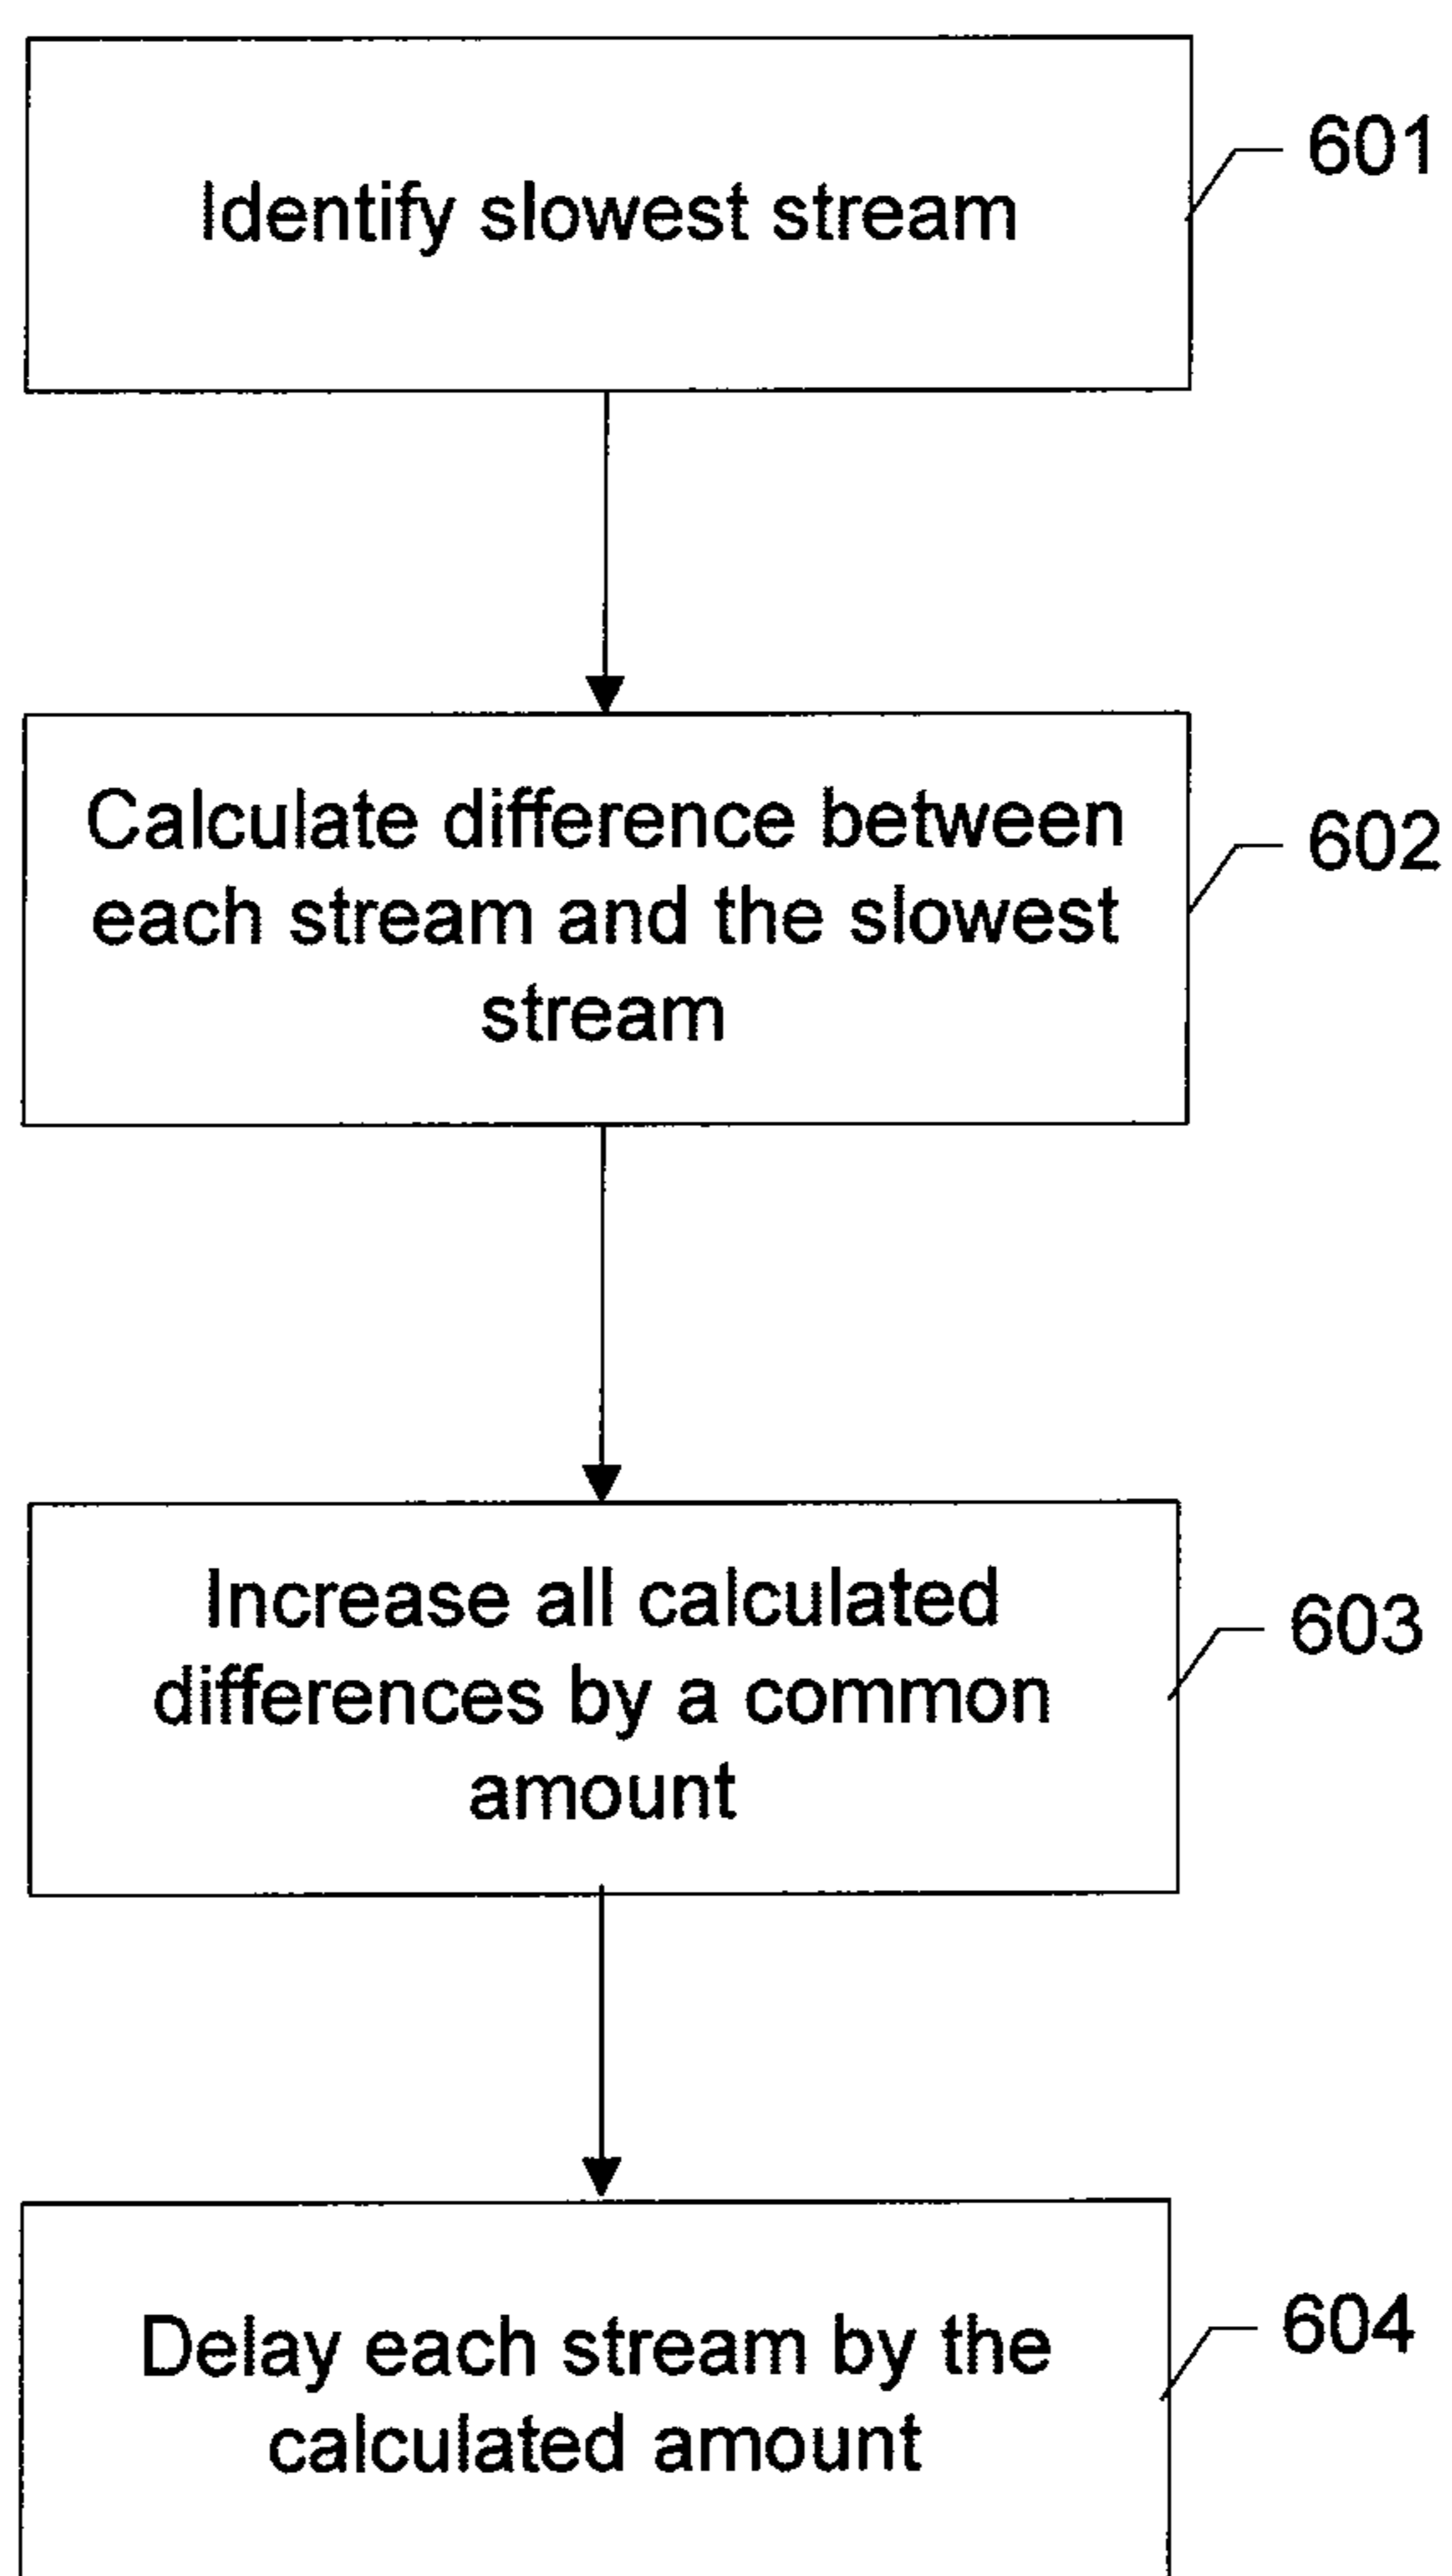 Identify slowest stream
601
Calculate difference between
each stream and the slowest
stream
602
Increase all calculated
differences by a common
amount
603
Delay each stream by the
calculated amount
604